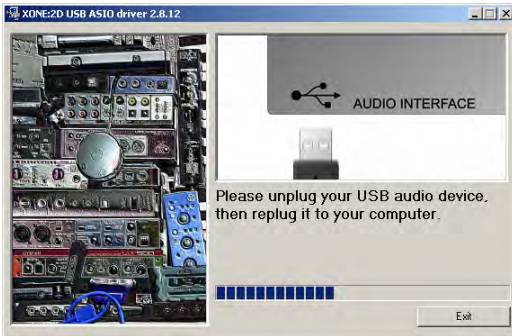 XONE:2D USB ASIO driver 2.8.12
AUDIO INTERFACE
Please unplug your USB audio device,
then replug it to your computer.
Exit